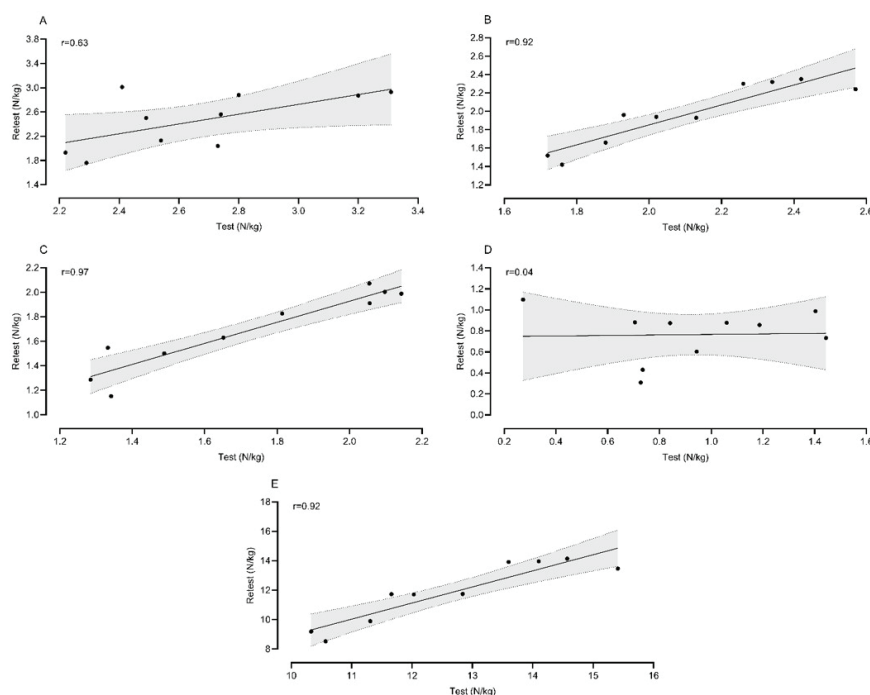 A
r=0.63
Retest (N/kg)
3.8
3.4
3.0
2.6
2.2
1.8
1.4
2.2 2.4 2.6 2.8 3.0 3.2 3.4
Test (N/kg)
B
r=0.92
Retest (N/kg)
2.8
2.6
2.4
2.2
2.0
1.8
1.6
1.4
1.2
1.6 1.8 2.0 2.2 2.4 2.6
Test (N/kg)
C
r=0.97
Retest (N/kg)
2.2
2.0
1.8
1.6
1.4
1.2
1.0
1.2 1.4 1.6 1.8 2.0 2.2
Test (N/kg)
D
r=0.04
Retest (N/kg)
1.4
1.2
1.0
0.8
0.6
0.4
0.2
0.0
0.2 0.4 0.6 0.8 1.0 1.2 1.4 1.6
Test (N/kg)
E
r=0.92
Retest (N/kg)
18
16
14
12
10
8
10 11 12 13 14 15 16
Test (N/kg)